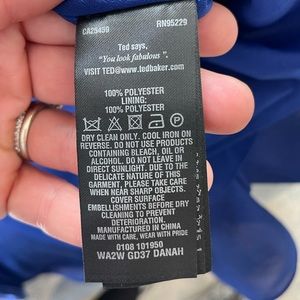 CA25459 RN95229
Ted says,
"You look fabulous".
VISIT TED@www.tedbaker.com
100% POLYESTER
LINING:
100% POLYESTER
DRY CLEAN ONLY. COOL IRON ON
REVERSE. DO NOT USE PRODUCTS
CONTAINING BLEACH, OIL OR
ALCOHOL. DO NOT LEAVE IN
DIRECT SUNLIGHT. DUE TO THE
DELICATE NATURE OF THIS
GARMENT, PLEASE TAKE CARE
WHEN NEAR SHARP OBJECTS.
COVER SURFACE
EMBELLISHMENTS BEFORE DRY
CLEANING TO PREVENT
DETERIORATION.
MANUFACTURED IN CHINA
MADE WITH CARE, WEAR WITH PRIDE
0108 101950
WA2W GD37 DANAH